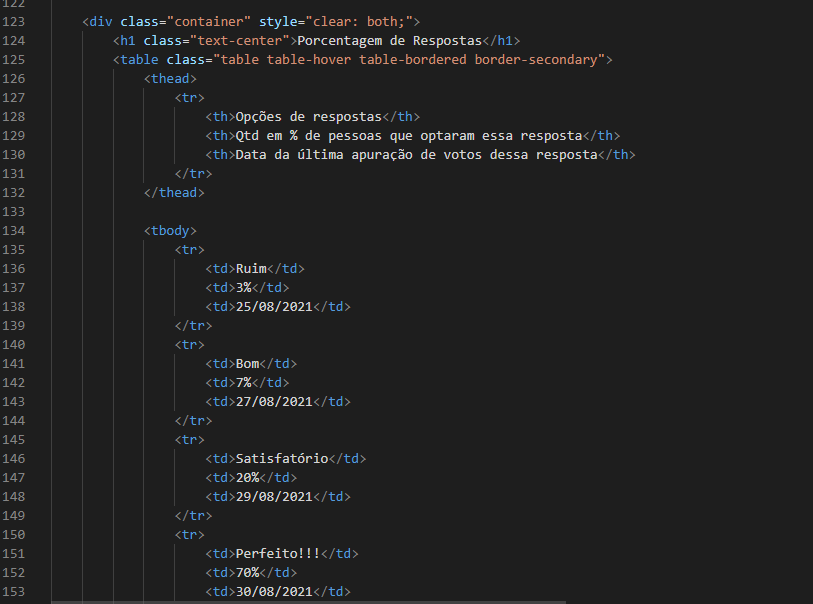 122
123 <div class="container" style="clear: both;">
124 <h1 class="text-center">Porcentagem de Respostas</h1>
125 <table class="table table-hover table-bordered border-secondary">
126 <thead>
127 <tr>
128 <th>Opções de respostas</th>
129 <th>Qtd em % de pessoas que optaram essa resposta</th>
130 <th>Data da última apuração de votos dessa resposta</th>
131 </tr>
132 </thead>
133
134 <tbody>
135 <tr>
136 <td>Ruim</td>
137 <td>3%</td>
138 <td>25/08/2021</td>
139 </tr>
140 <tr>
141 <td>Bom</td>
142 <td>7%</td>
143 <td>27/08/2021</td>
144 </tr>
145 <tr>
146 <td>Satisfatório</td>
147 <td>20%</td>
148 <td>29/08/2021</td>
149 </tr>
150 <tr>
151 <td>Perfeito!!!</td>
152 <td>70%</td>
153 <td>30/08/2021</td>